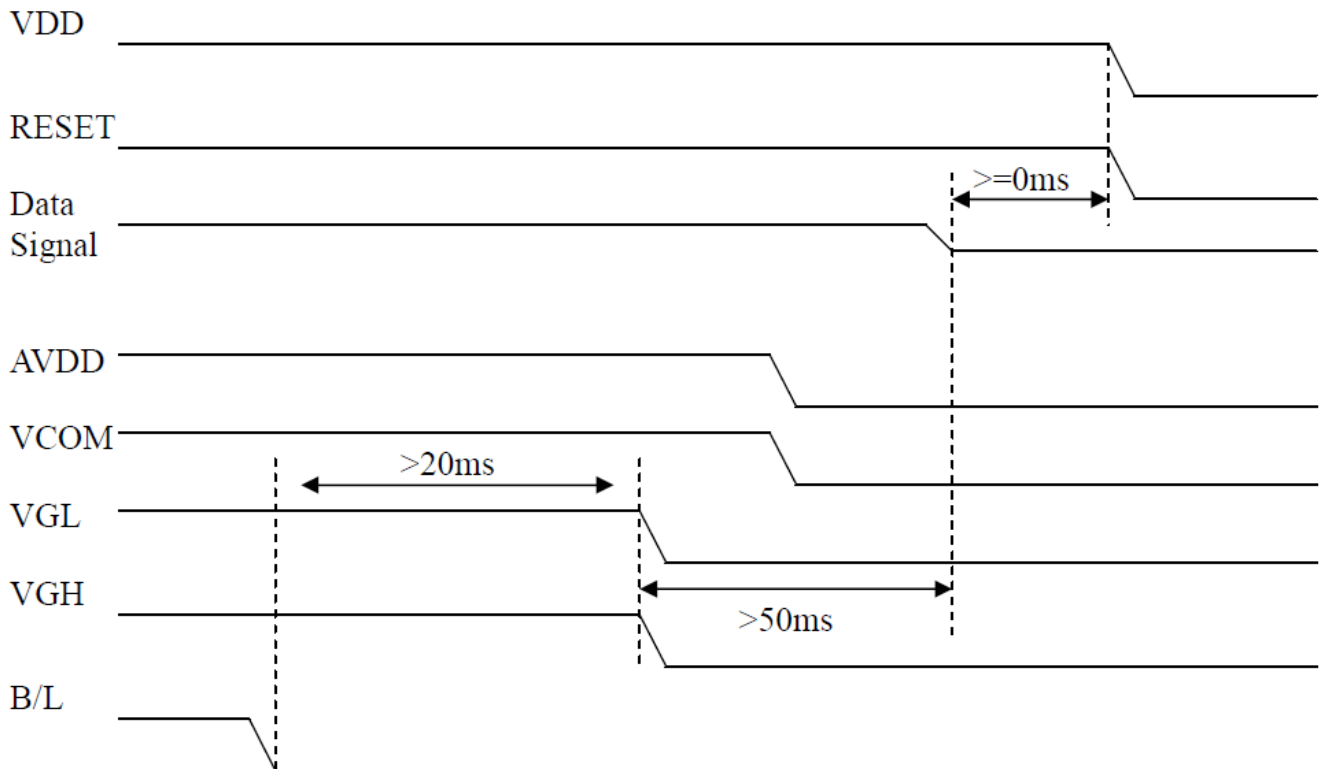 VDD
RESET
>=0ms
Data
Signal
AVDD
VCOM
>20ms
VGL
VGH
>50ms
B/L